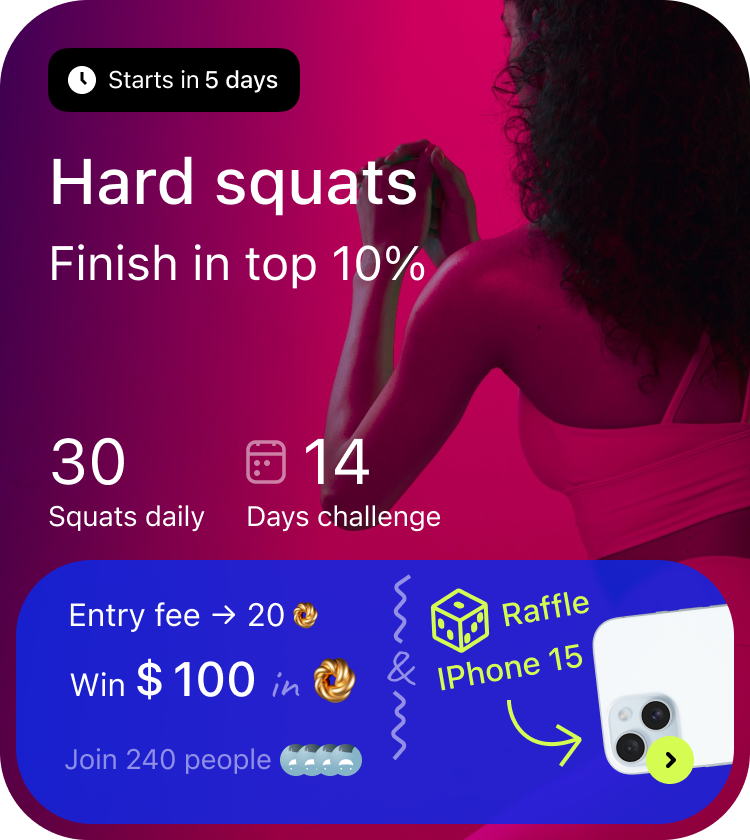 Starts in 5 days
Hard squats
Finish in top 10%
30
Squats daily
14
Days challenge
Entry fee → 20
Win $ 100 in
Join 240 people
&
Raffle
IPhone 15